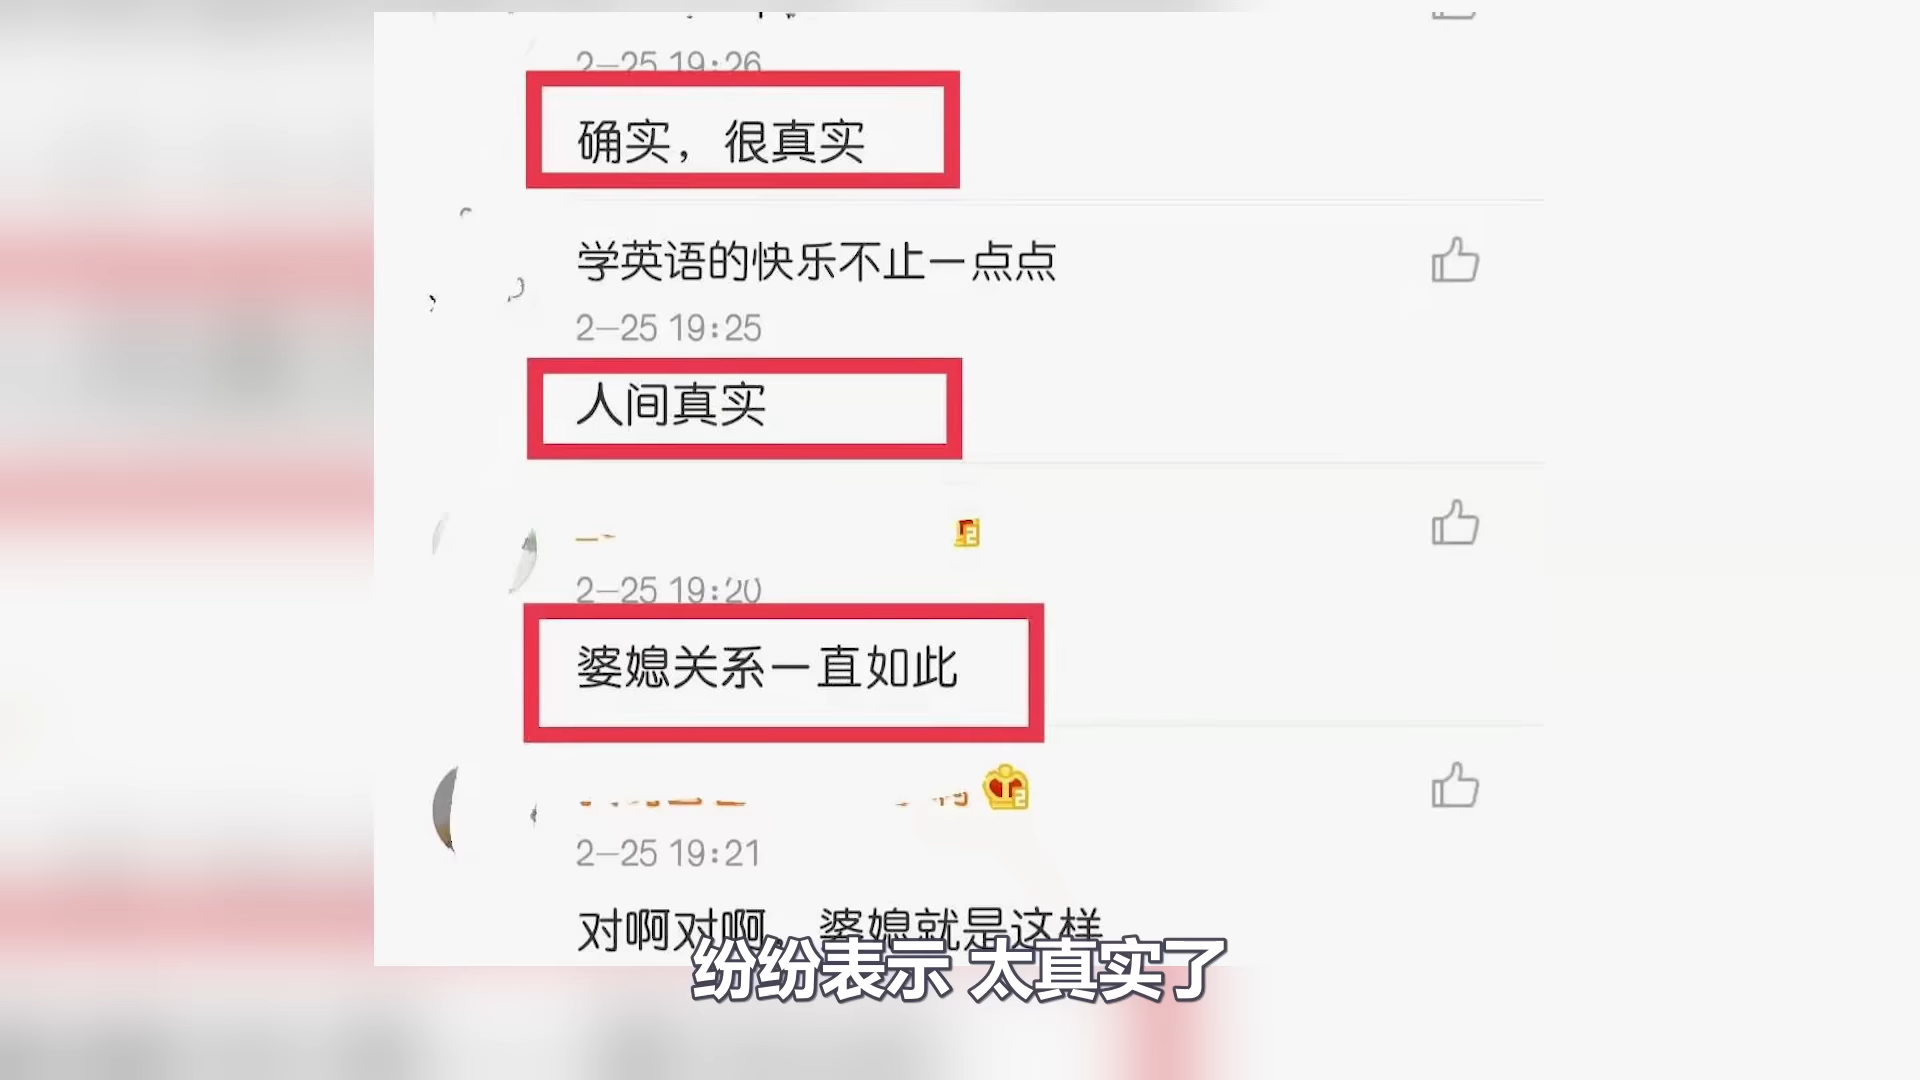 2-25 19:26
确实，很真实
学英语的快乐不止一点点
2-25 19:25
人间真实
2-25 19:20
婆媳关系一直如此
2-25 19:21
对啊对啊，婆媳就是这样
纷纷表示 太真实了